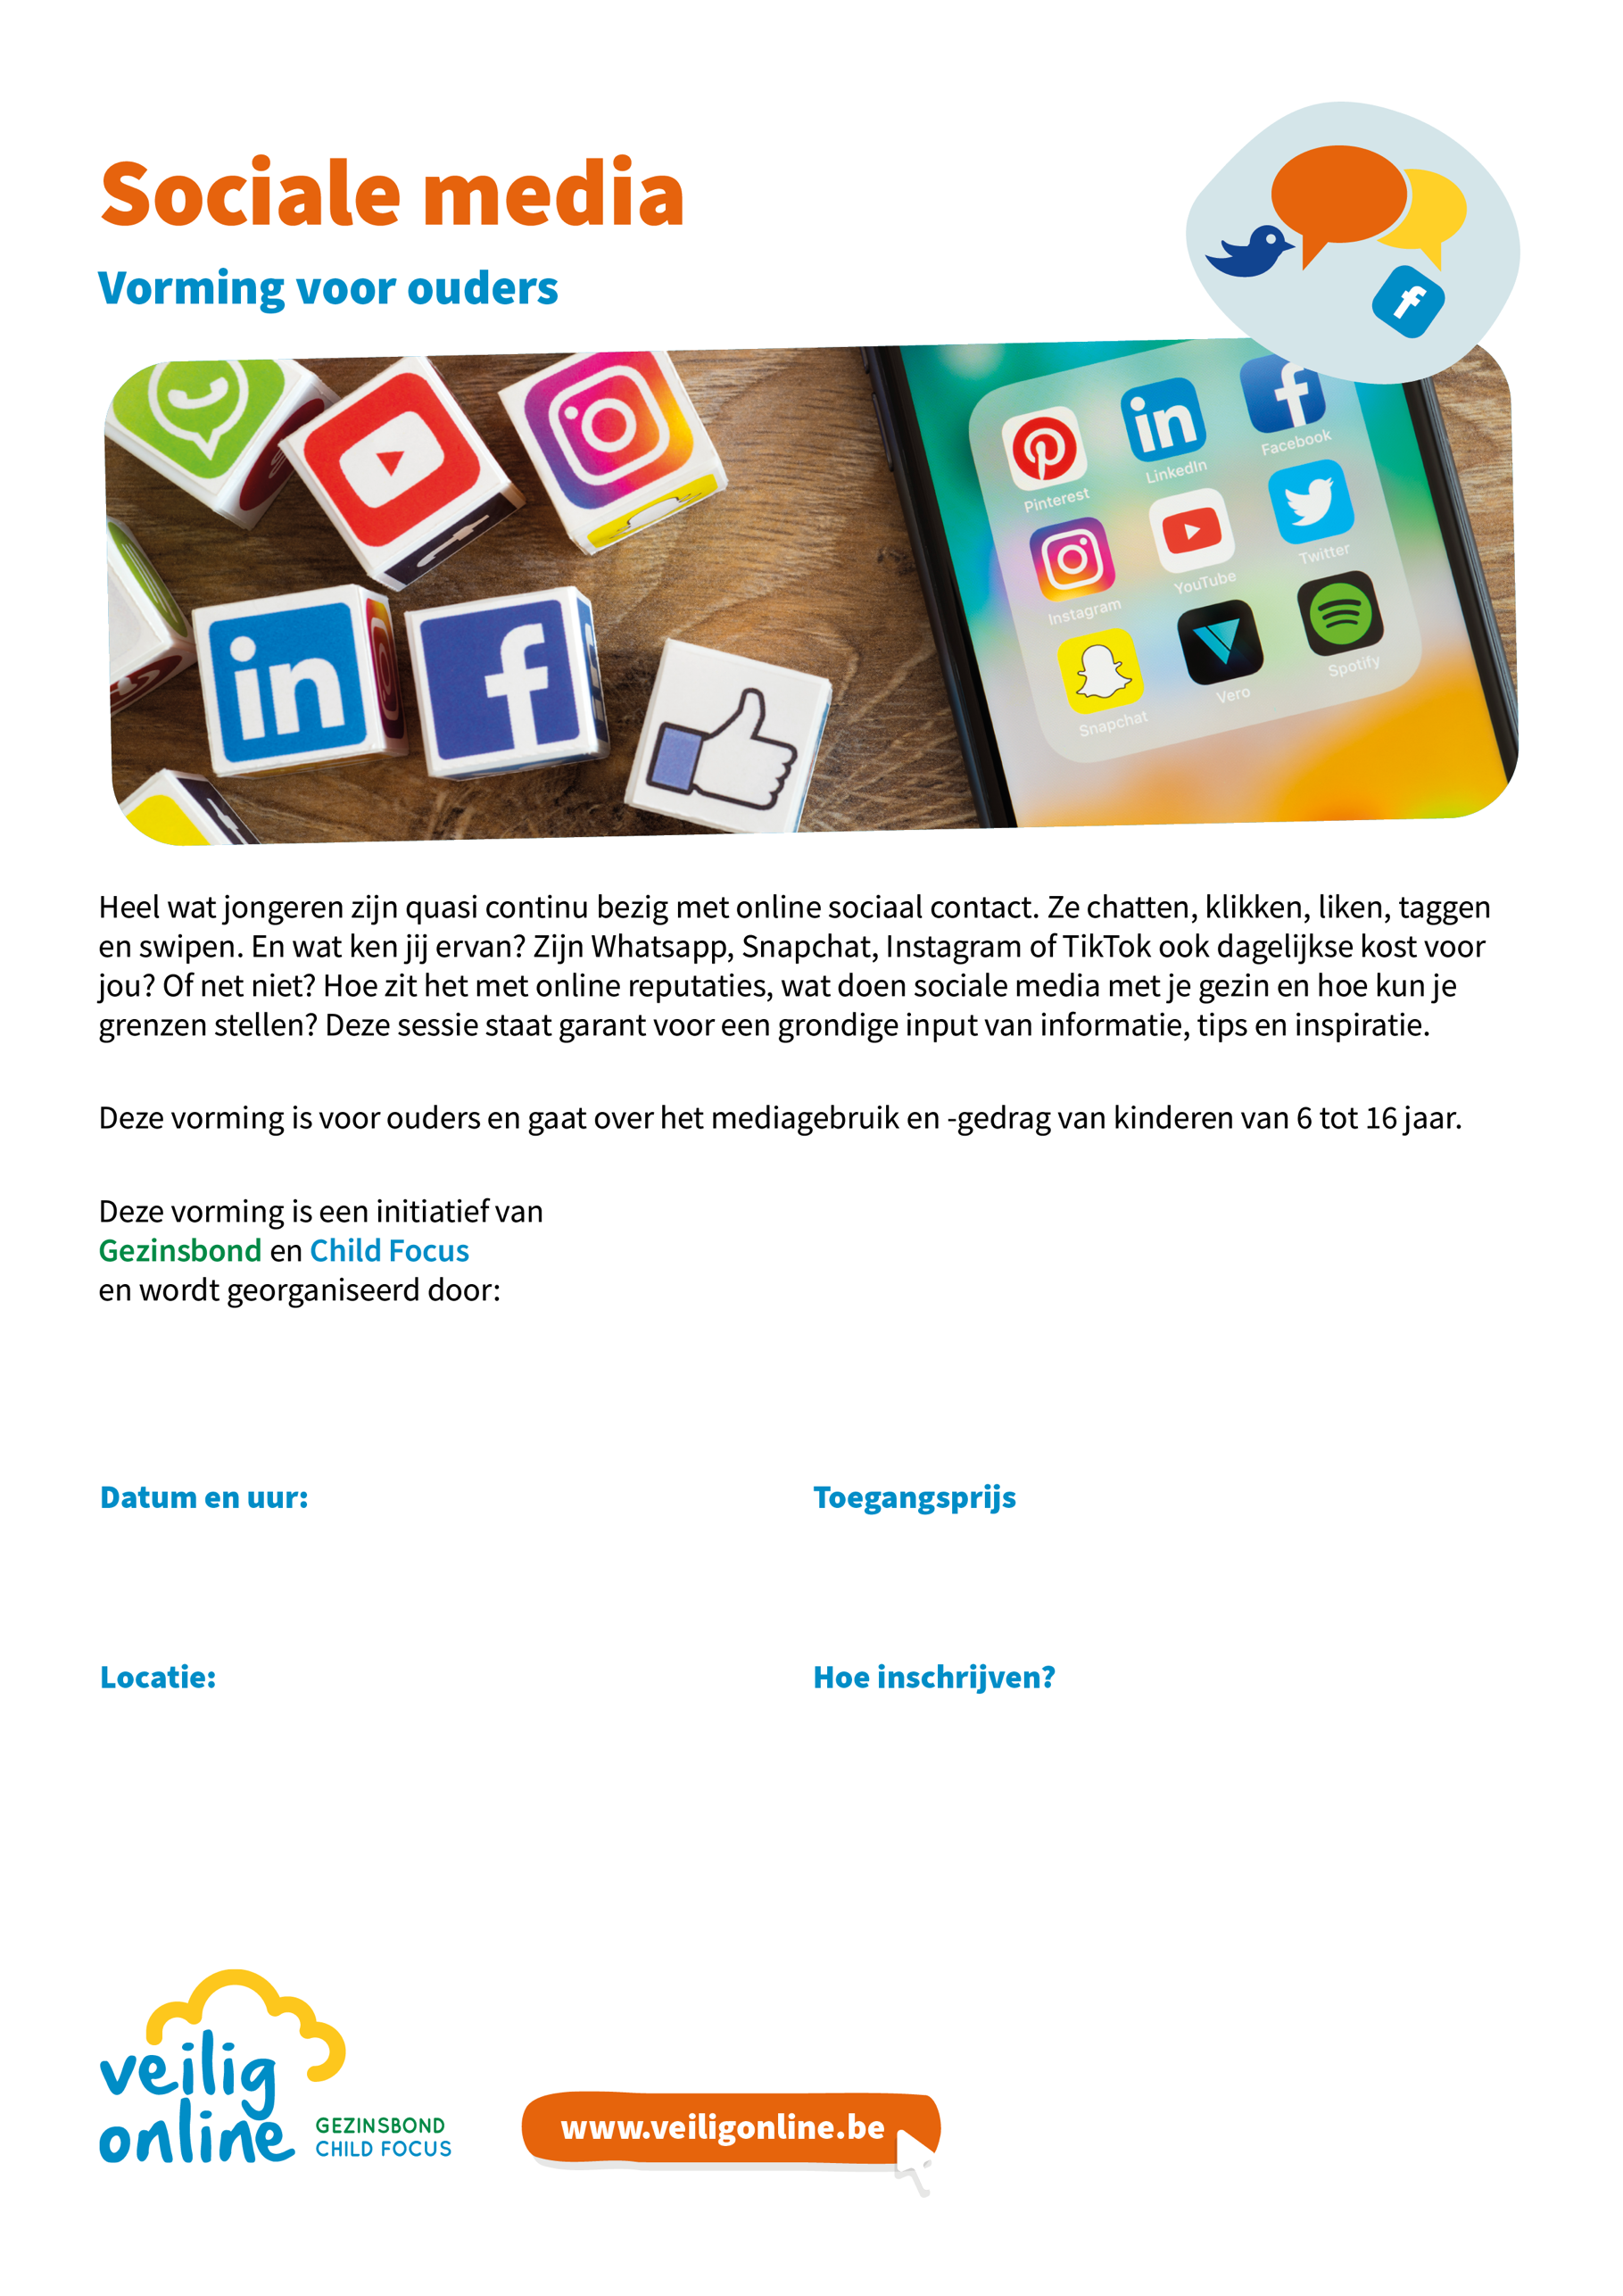 Sociale media
Vorming voor ouders
in
f
Pinterest
LinkedIn
Facebook
Instagram
YouTube
Twitter
Snapchat
Vero
Spotify
Heel wat jongeren zijn quasi continu bezig met online sociaal contact. Ze chatten, klikken, liken, taggen
en swipen. En wat ken jij ervan? Zijn Whatsapp, Snapchat, Instagram of TikTok ook dagelijkse kost voor
jou? Of net niet? Hoe zit het met online reputaties, wat doen sociale media met je gezin en hoe kun je
grenzen stellen? Deze sessie staat garant voor een grondige input van informatie, tips en inspiratie.
Deze vorming is voor ouders en gaat over het mediagebruik en -gedrag van kinderen van 6 tot 16 jaar.
Deze vorming is een initiatief van
Gezinsbond en Child Focus
en wordt georganiseerd door:
Datum en uur:
Toegangsprijs
Locatie:
Hoe inschrijven?
veilig
online
GEZINSBOND
CHILD FOCUS
www.veiligonline.be